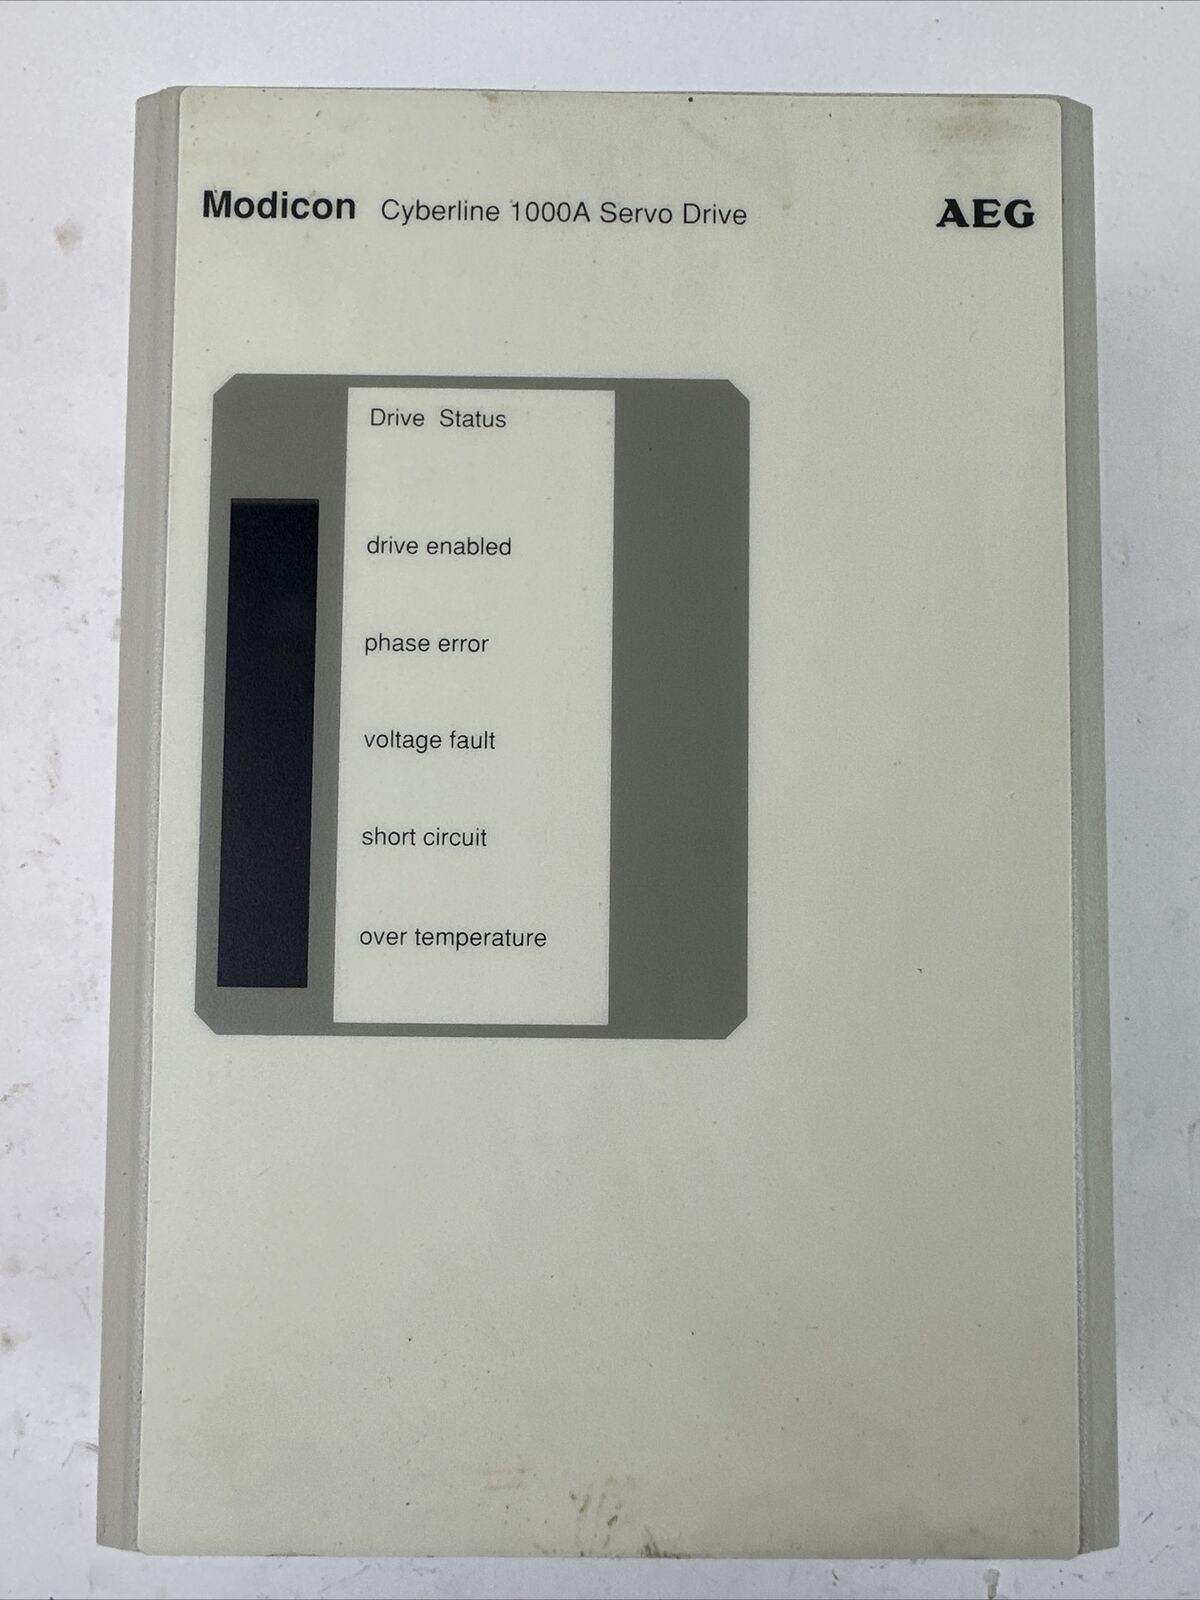 Modicon Cyberline 1000A Servo Drive AEG
Drive Status
drive enabled
phase error
voltage fault
short circuit
over temperature